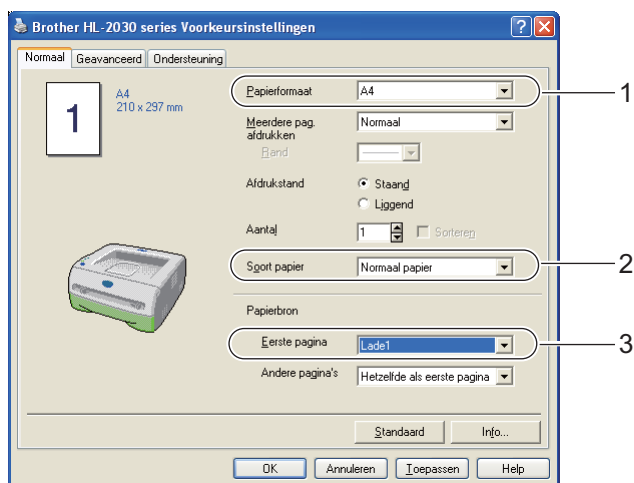 Brother HL-2030 series Voorkeursinstellingen
Normaal Geavanceerd Ondersteuning
1
A4
210 x 297 mm
Papierformaat A4 1
Meerdere pag. afdrukken Normaal
Rand
Afdrukstand Staand
Liggend
Aantal 1 Sorteren
Soort papier Normaal papier 2
Papierbron
Eerste pagina Lade1 3
Andere pagina's Hetzelfde als eerste pagina
Standaard Info...
OK Annuleren Toepassen Help